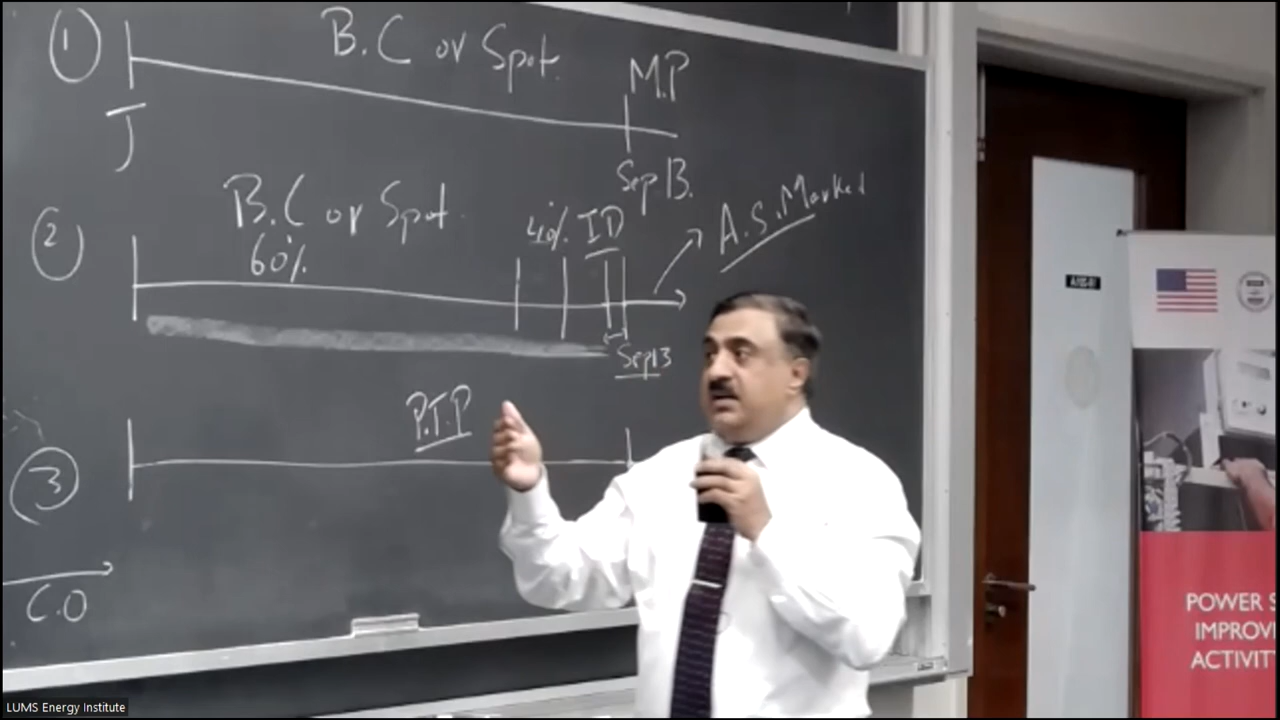 ①
B.C or Spot.
M.P
J
Sep 13.
②
B.C or Spot.
60%
40%
ID
A.S. Market
Sep13
③
P.T.P
C.O
POWER S
IMPROV
ACTIVIT
LUMS Energy Institute